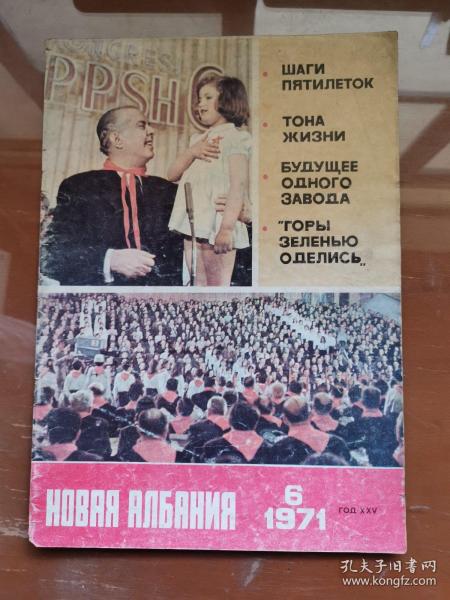 PPSH
• ШАГИ
ПЯТИЛЕТОК
• ТОНА
ЖИЗНИ
• БУДУЩЕЕ
ОДНОГО
ЗАВОДА
• "ГОРЫ
ЗЕЛЕНЬЮ
ОДЕЛИСЬ„
НОВАЯ АЛБАНИЯ
6
1971
ГОД XXV
孔夫子旧书网
www.kongfz.com